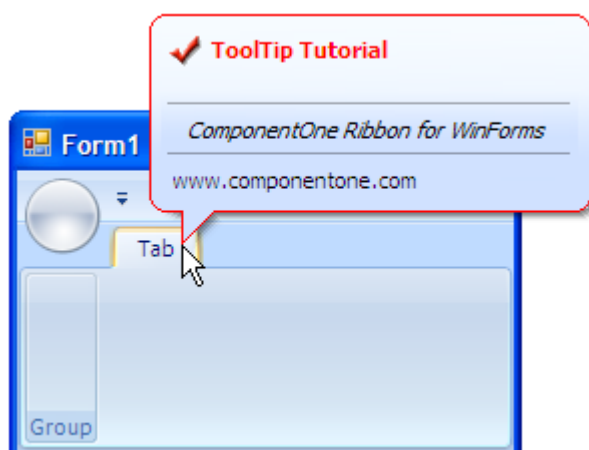 ToolTip Tutorial
ComponentOne Ribbon for WinForms
Form1
www.componentone.com
Tab
Group